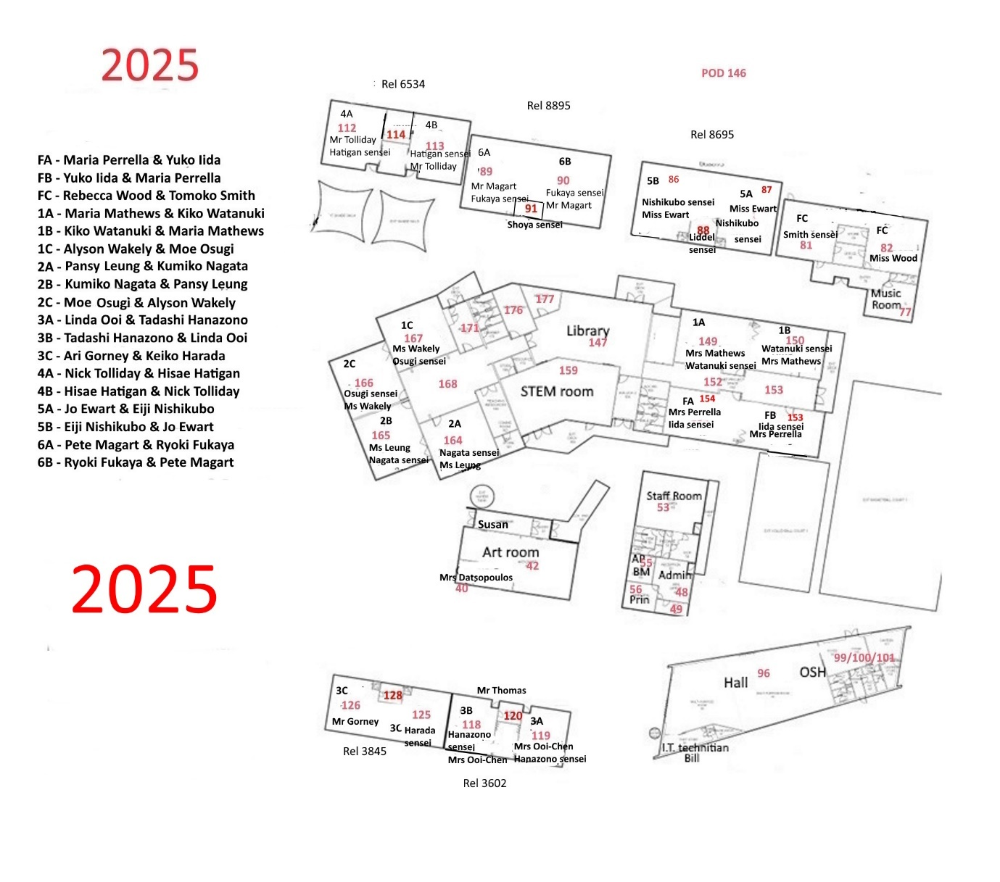 2025
POD 146
Rel 6534
Rel 8895
Rel 8695
FA - Maria Perrella & Yuko Iida
FB - Yuko Iida & Maria Perrella
FC - Rebecca Wood & Tomoko Smith
1A - Maria Mathews & Kiko Watanuki
1B - Kiko Watanuki & Maria Mathews
1C - Alyson Wakely & Moe Osugi
2A - Pansy Leung & Kumiko Nagata
2B - Kumiko Nagata & Pansy Leung
2C - Moe Osugi & Alyson Wakely
3A - Linda Ooi & Tadashi Hanazono
3B - Tadashi Hanazono & Linda Ooi
3C - Ari Gorney & Keiko Harada
4A - Nick Tolliday & Hisae Hatigan
4B - Hisae Hatigan & Nick Tolliday
5A - Jo Ewart & Eiji Nishikubo
5B - Eiji Nishikubo & Jo Ewart
6A - Pete Magart & Ryoki Fukaya
6B - Ryoki Fukaya & Pete Magart
2025
4A
112
Mr Tolliday
Hatigan sensei
114
4B
113
Hatigan sensei
Mr Tolliday
6A
89
Mr Magart
Fukaya sensei
6B
90
Fukaya sensei
Mr Magart
91
Shoya sensei
5B 86
Nishikubo sensei
Miss Ewart
5A 87
Miss Ewart
Nishikubo
sensei
88
Liddel
sensei
FC
Smith sensei
81
FC
82
Miss Wood
Music
Room
77
1C
167
Ms Wakely
Osugi sensei
171
176
177
Library
147
1A
149
Mrs Mathews
Watanuki sensei
1B
150
Watanuki sensei
Mrs Mathews
2C
166
Osugi sensei
Ms Wakely
168
159
STEM room
152
153
FA 154
Mrs Perrella
Iida sensei
FB 153
Iida sensei
Mrs Perrella
2B
165
Ms Leung
Nagata sensei
2A
164
Nagata sensei
Ms Leung
Susan
Art room
42
Mrs Datsopoulos
40
Staff Room
53
AP
55
BM
Admin
56
Prin
48
49
EXT BASKETBALL COURT 1
EXT VOLLEYBALL COURT 1
Hall
96
OSH
99/100/101
I.T. technitian
Bill
3C
126
Mr Gorney
128
125
3C
Harada
sensei
Mr Thomas
3B
118
Hanazono
sensei
Mrs Ooi-Chen
120
3A
119
Mrs Ooi-Chen
Hanazono sensei
Rel 3845
Rel 3602